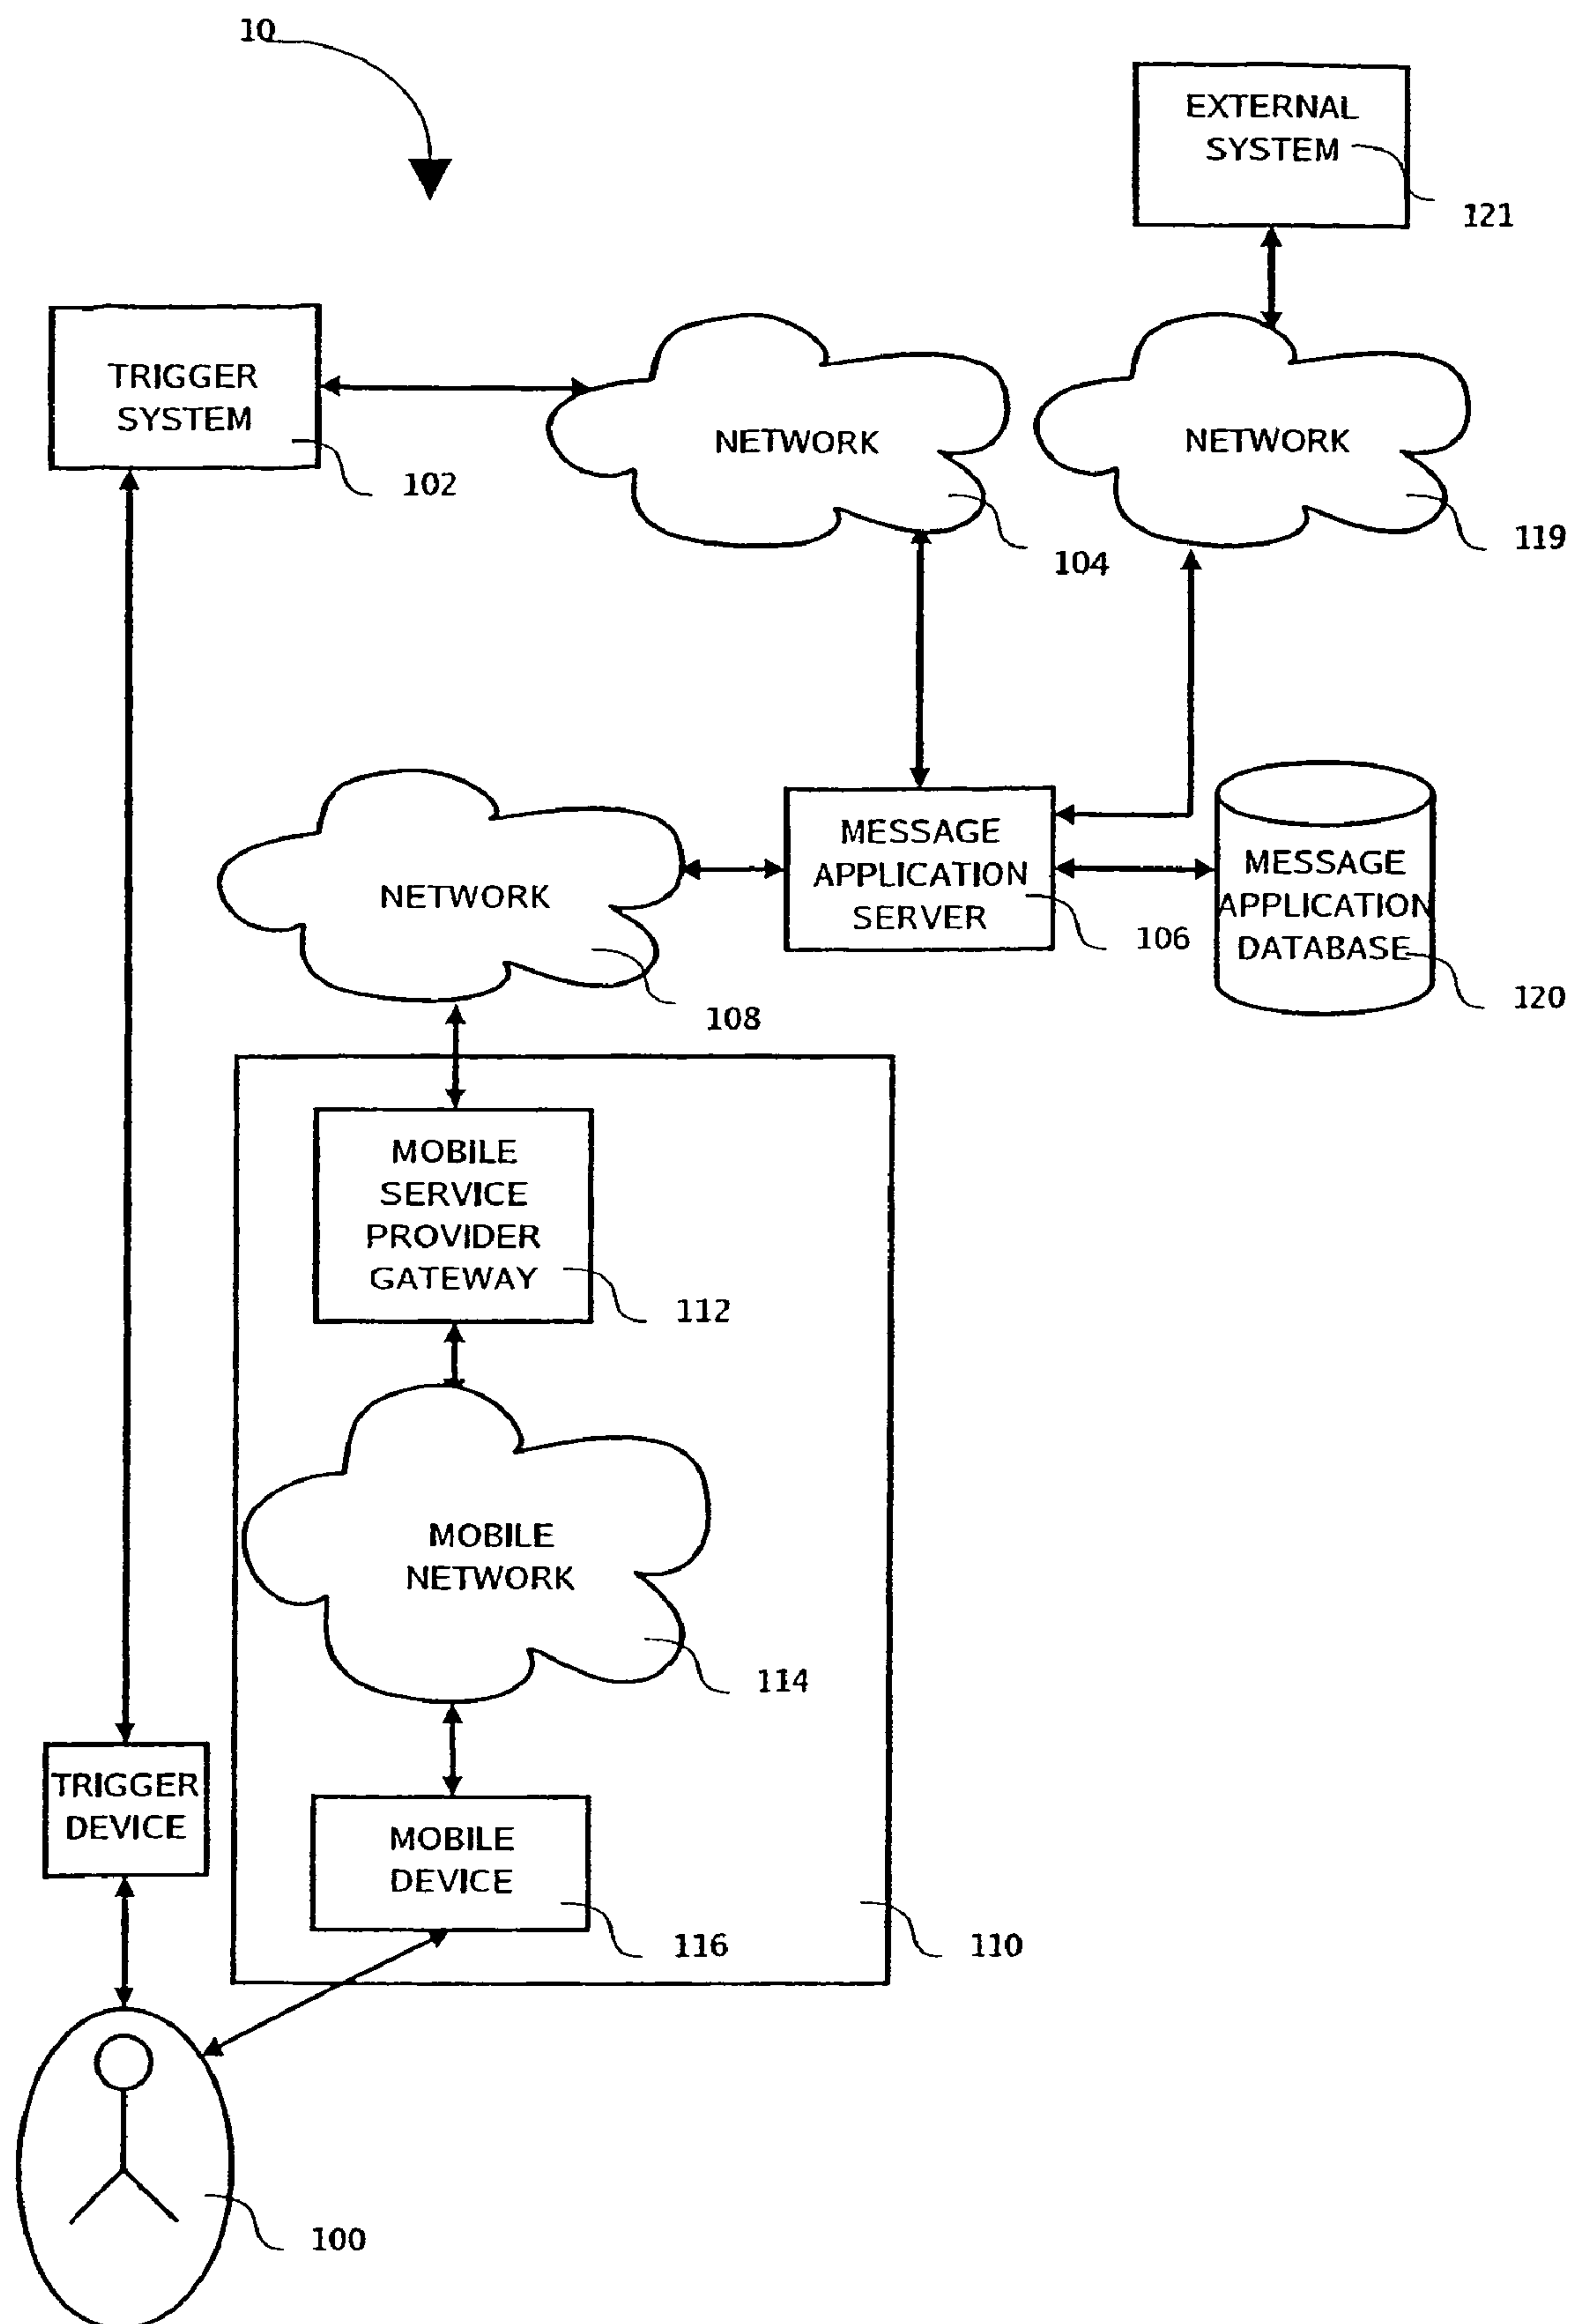 10
EXTERNAL
SYSTEM
121
TRIGGER
SYSTEM
102
NETWORK
104
NETWORK
119
MESSAGE
APPLICATION
SERVER
106
MESSAGE
APPLICATION
DATABASE
120
NETWORK
108
MOBILE
SERVICE
PROVIDER
GATEWAY
112
MOBILE
NETWORK
114
TRIGGER
DEVICE
MOBILE
DEVICE
116
110
100